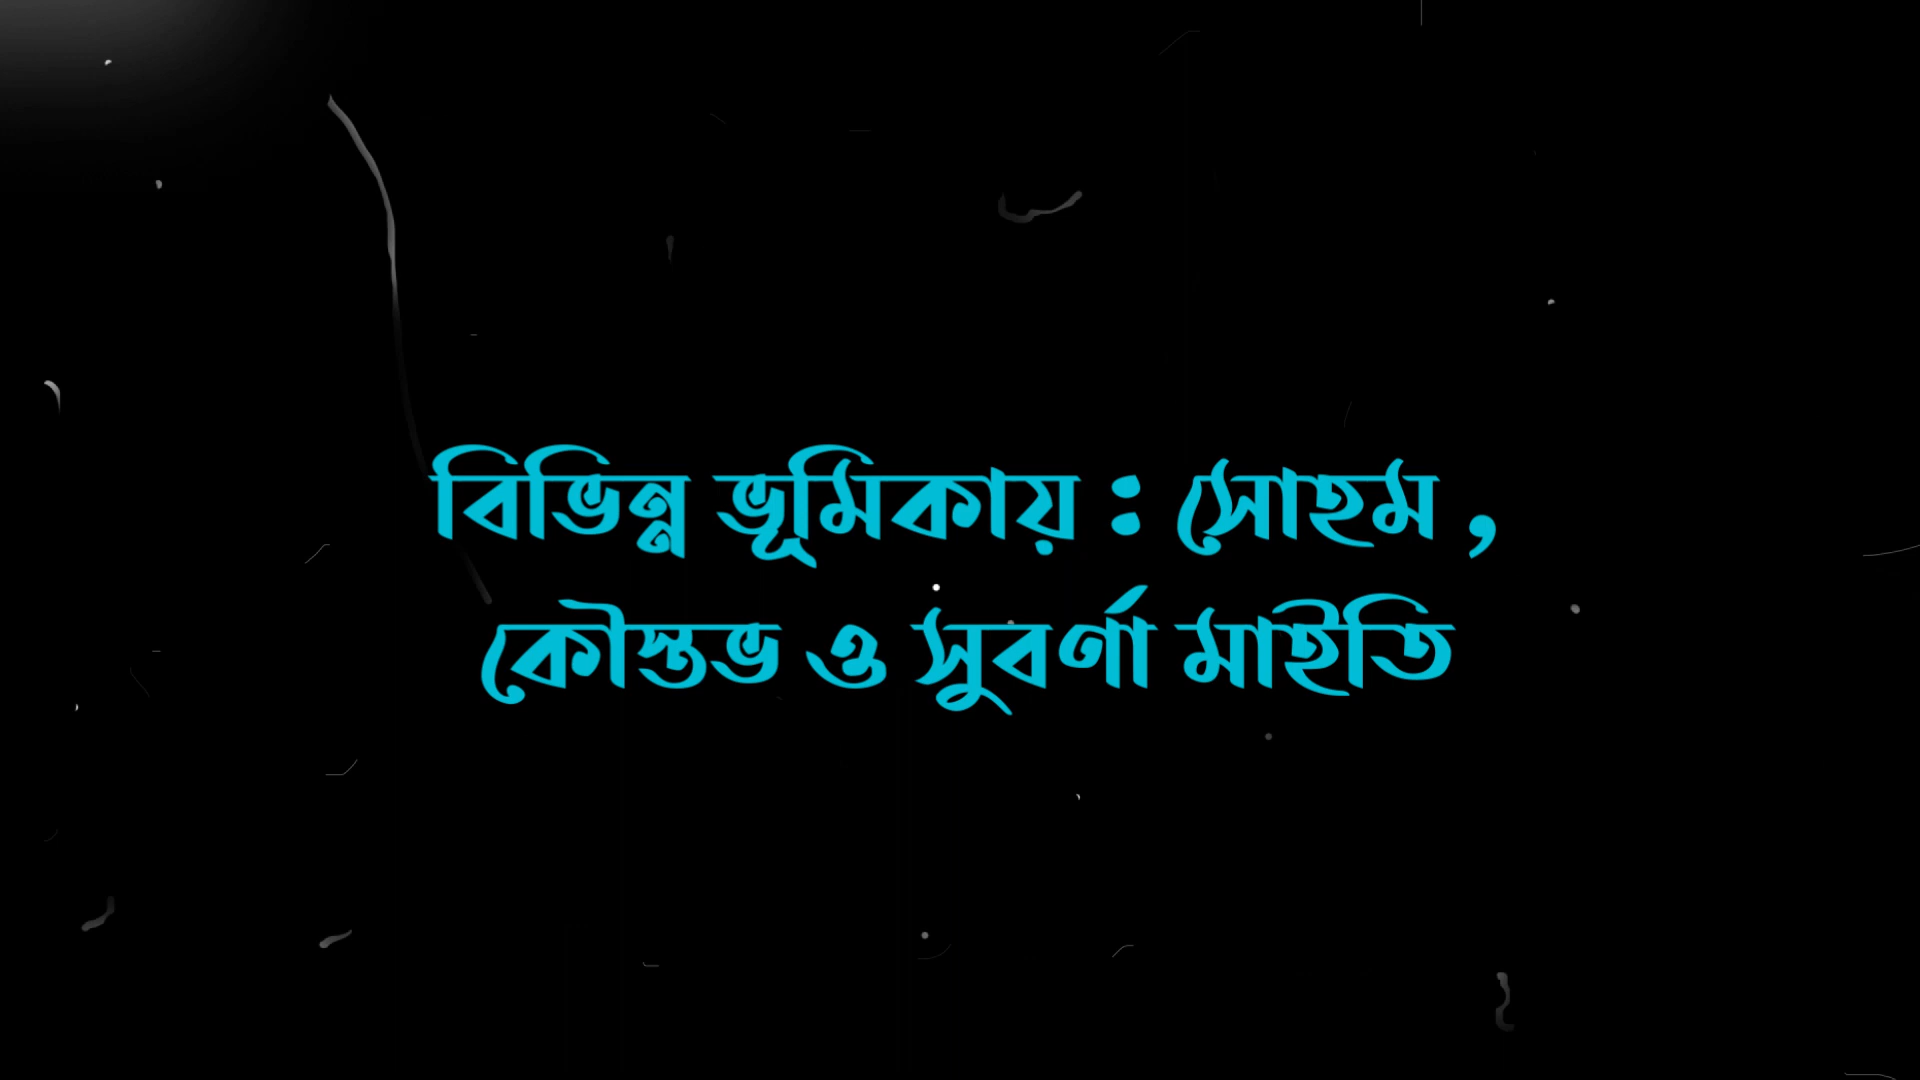 বিভিন্ন ভূমিকায় : সোহম ,
কৌস্তভ ও সুবর্ণা মাইতি